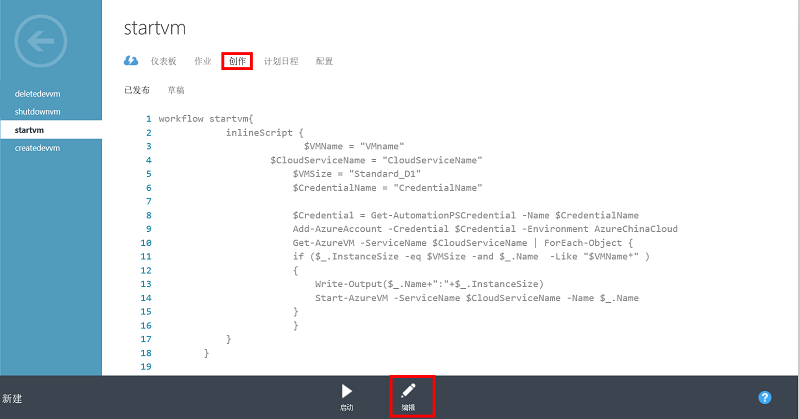 startvm
仪表板 作业 创作 计划日程 配置
deletedevvm
shutdownvm
startvm
createdevvm
已发布 草稿
1 workflow startvm{
2 inlineScript {
3 $VMName = "VMname"
4 $CloudServiceName = "CloudServiceName"
5 $VMSize = "Standard_D1"
6 $CredentialName = "CredentialName"
7
8 $Credential = Get-AutomationPSCredential -Name $CredentialName
9 Add-AzureAccount -Credential $Credential -Environment AzureChinaCloud
10 Get-AzureVM -ServiceName $CloudServiceName | ForEach-Object {
11 if ($_.InstanceSize -eq $VMSize -and $_.Name -Like "$VMName*" )
12 {
13 Write-Output($_.Name+":"+$_.InstanceSize)
14 Start-AzureVM -ServiceName $CloudServiceName -Name $_.Name
15 }
16 }
17 }
18 }
19
新建 启动 编辑 ?